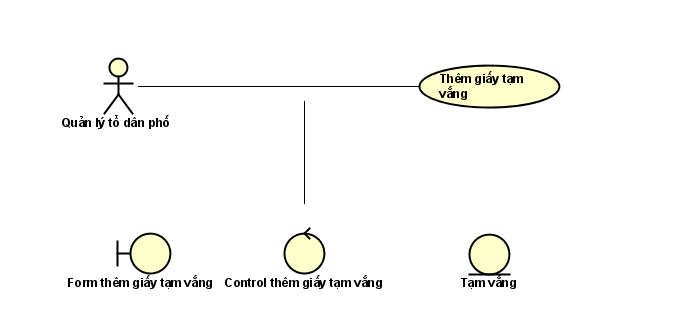 Thêm giấy tạm
vắng
Quản lý tổ dân phố
Form thêm giấy tạm vắng
Control thêm giấy tạm vắng
Tạm vắng